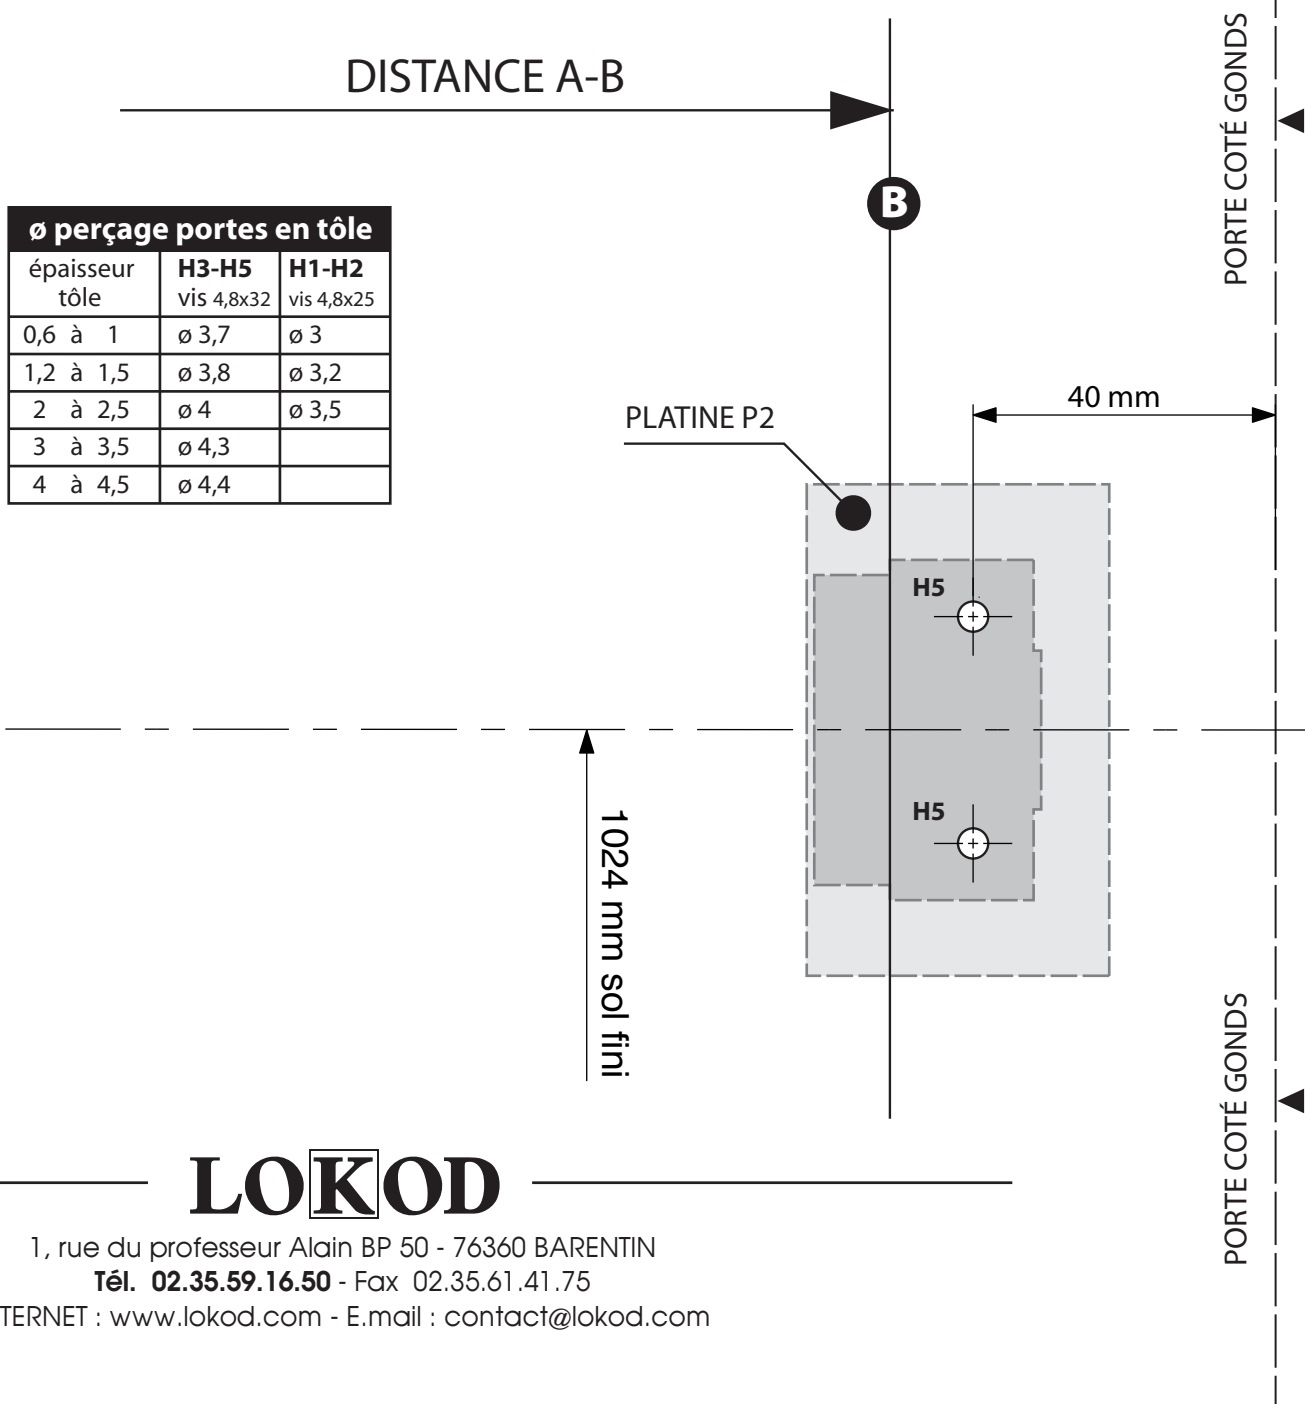 DISTANCE A-B
B
PORTE COTÉ GONDS
ø perçage portes en tôle
épaisseur tôle H3-H5 vis 4,8x32 H1-H2 vis 4,8x25
0,6 à 1 ø 3,7 ø 3
1,2 à 1,5 ø 3,8 ø 3,2
2 à 2,5 ø 4 ø 3,5
3 à 3,5 ø 4,3
4 à 4,5 ø 4,4
40 mm
PLATINE P2
H5
H5
1024 mm sol fini
PORTE COTÉ GONDS
LOKOD
1, rue du professeur Alain BP 50 - 76360 BARENTIN
Tél. 02.35.59.16.50 - Fax 02.35.61.41.75
TERNET : www.lokod.com - E.mail : contact@lokod.com